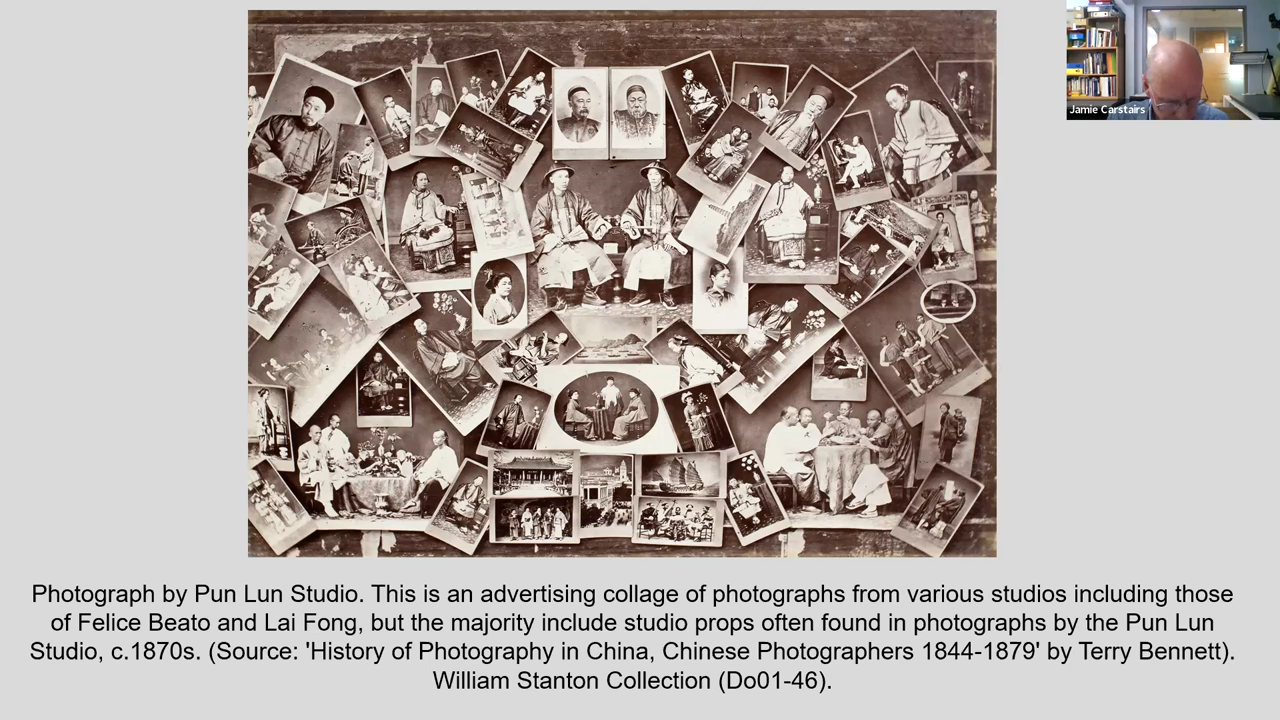 Jamie Carstairs
Photograph by Pun Lun Studio. This is an advertising collage of photographs from various studios including those
of Felice Beato and Lai Fong, but the majority include studio props often found in photographs by the Pun Lun
Studio, c.1870s. (Source: 'History of Photography in China, Chinese Photographers 1844-1879' by Terry Bennett).
William Stanton Collection (Do01-46).